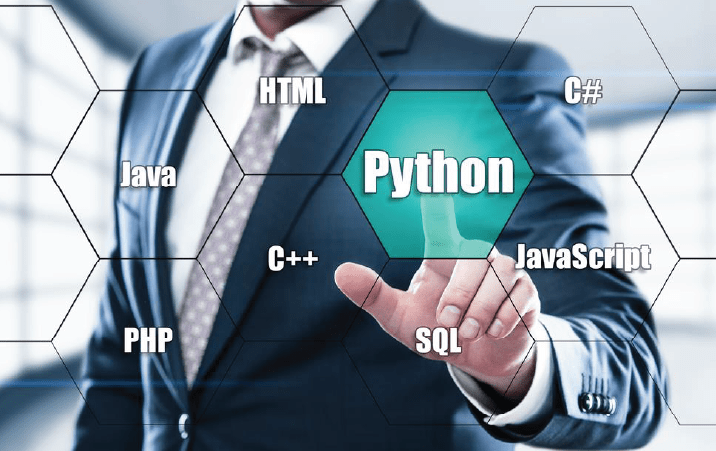 HTML
C#
Java
Python
C++
JavaScript
PHP
SQL